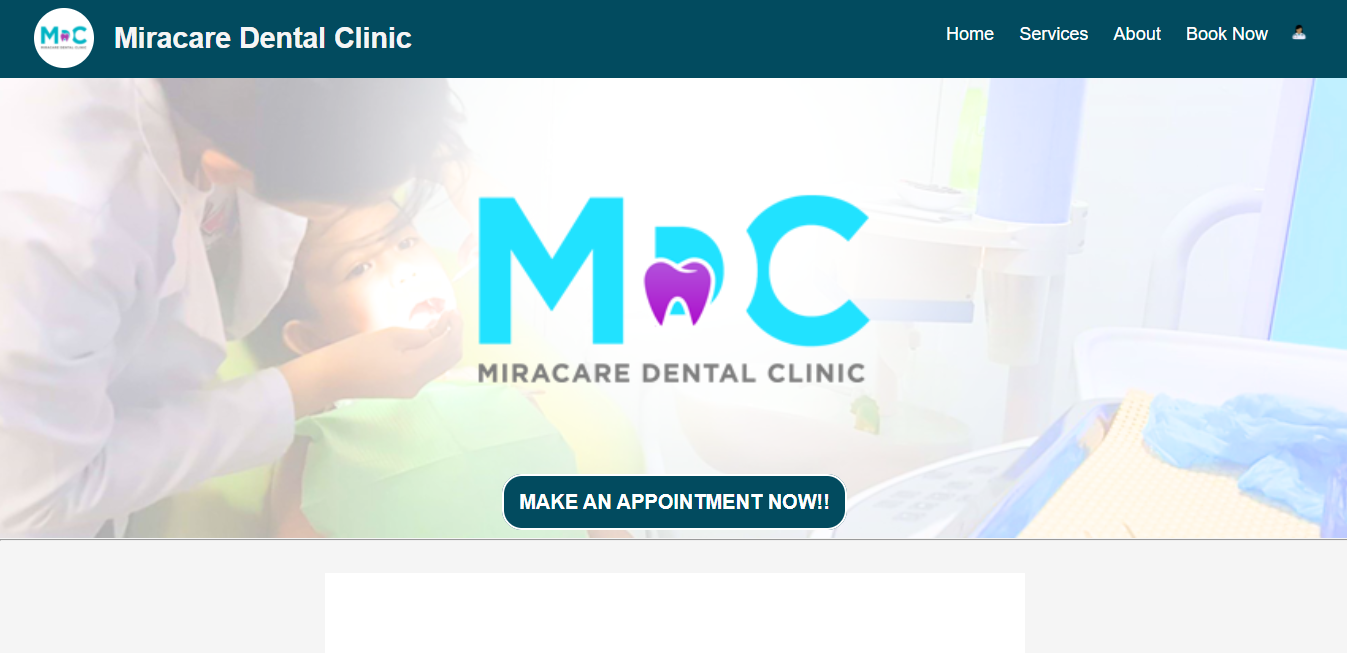 MDC
MIRACARE DENTAL CLINIC
Miracare Dental Clinic
Home
Services
About
Book Now
MDC
MIRACARE DENTAL CLINIC
MAKE AN APPOINTMENT NOW!!